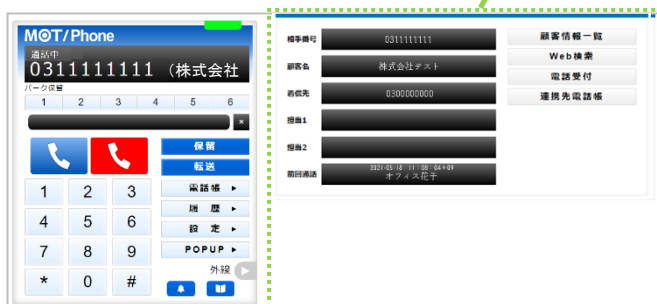 MOT/Phone
通話中
0311111111 (株式会社
パーク保留
1 2 3 4 5 6
×
保留
転送
電話帳 ▶
履歴 ▶
設定 ▶
POPUP ▶
外線
1 2 3
4 5 6
7 8 9
* 0 #
相手番号 0311111111
顧客名 株式会社テスト
着信先 0300000000
担当1
担当2
前回通話 2021-05-18 11:08:04+09
オフィス花子
顧客情報一覧
Web検索
電話受付
連携先電話帳